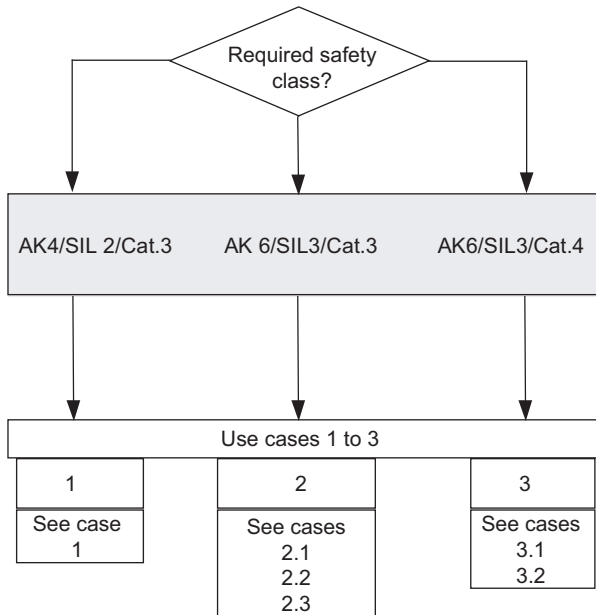 Required safety
class?
AK4/SIL 2/Cat.3 AK 6/SIL3/Cat.3 AK6/SIL3/Cat.4
Use cases 1 to 3
1 2 3
See case
1
See cases
2.1
2.2
2.3
See cases
3.1
3.2